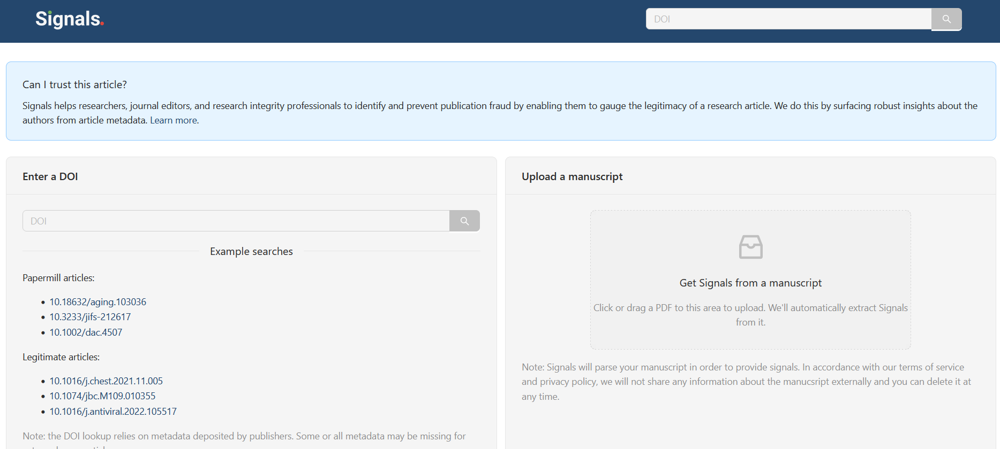 Signals.
DOI
Can I trust this article?
Signals helps researchers, journal editors, and research integrity professionals to identify and prevent publication fraud by enabling them to gauge the legitimacy of a research article. We do this by surfacing robust insights about the
authors from article metadata. Learn more.
Enter a DOI
DOI
Example searches
Papermill articles:
10.18632/aging.103036
10.3233/jifs-212617
10.1002/dac.4507
Legitimate articles:
10.1016/j.chest.2021.11.005
10.1074/jbc.M109.010355
10.1016/j.antiviral.2022.105517
Note: the DOI lookup relies on metadata deposited by publishers. Some or all metadata may be missing for
Upload a manuscript
Get Signals from a manuscript
Click or drag a PDF to this area to upload. We'll automatically extract Signals
from it.
Note: Signals will parse your manuscript in order to provide signals. In accordance with our terms of service
and privacy policy, we will not share any information about the manucsript externally and you can delete it at
any time.